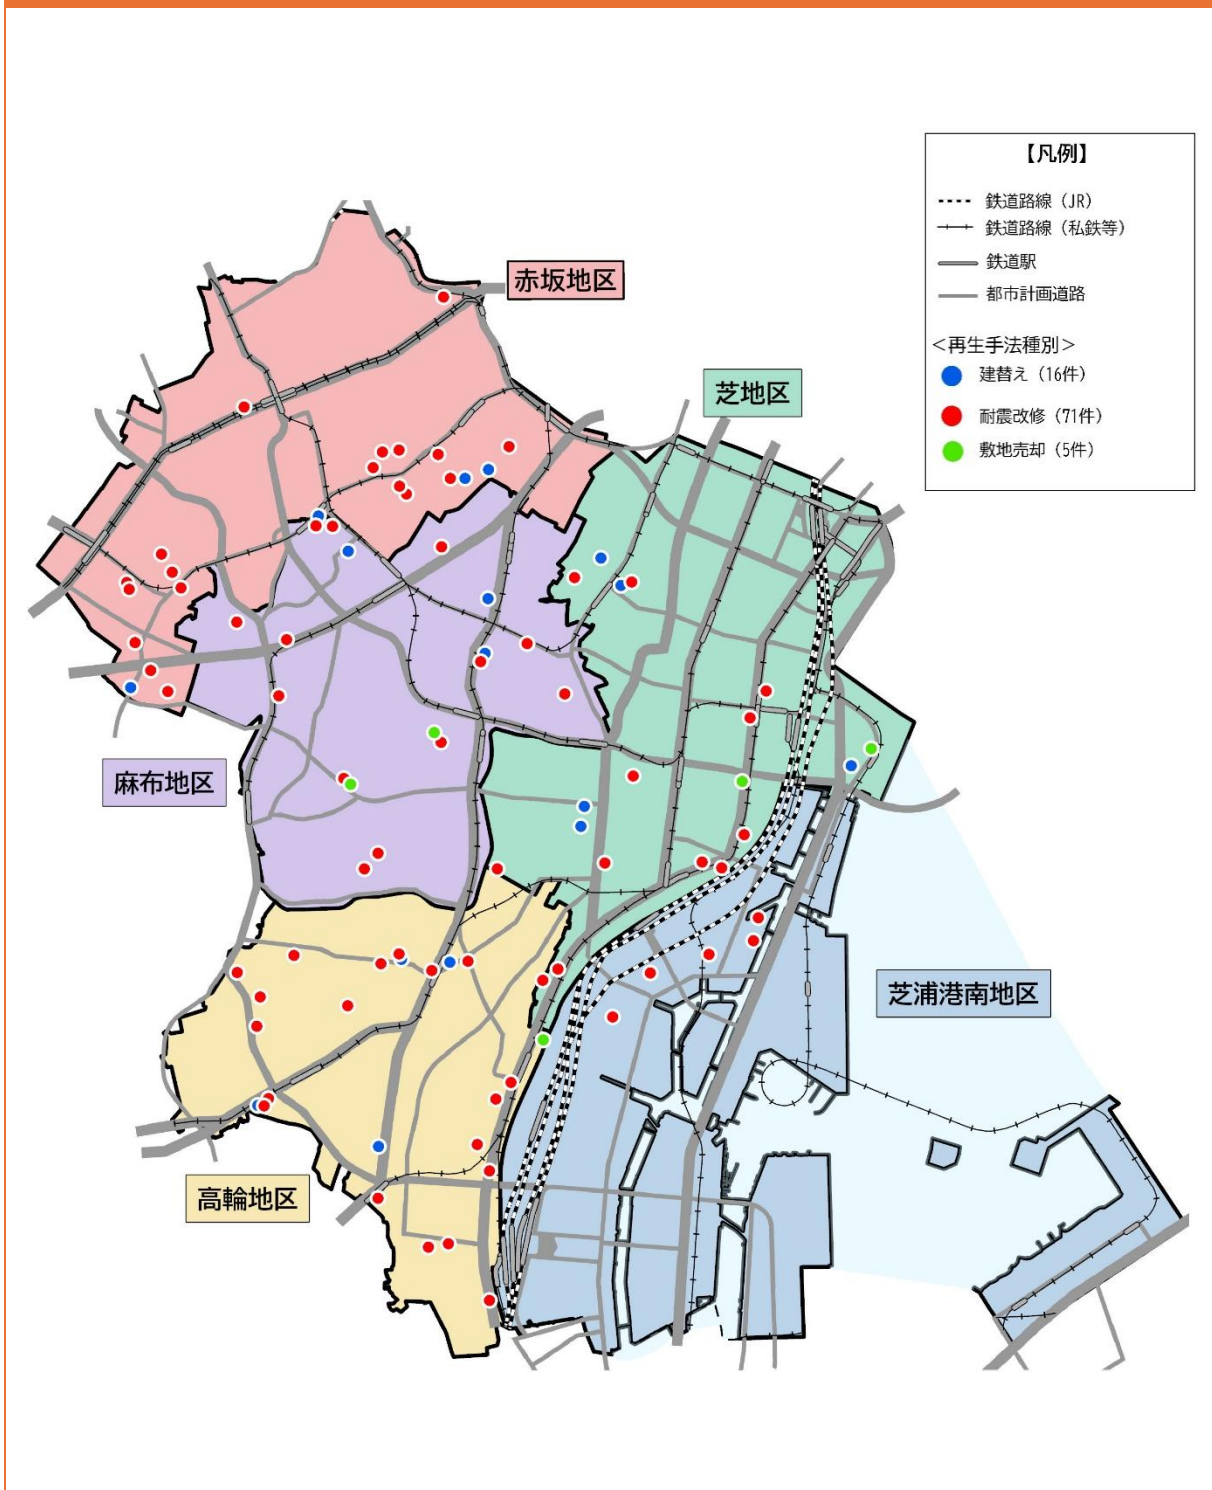 【凡例】
鉄道路線（JR）
鉄道路線（私鉄等）
鉄道駅
都市計画道路
＜再生手法種別＞
建替え（16件）
耐震改修（71件）
敷地売却（5件）
赤坂地区
芝地区
麻布地区
芝浦港南地区
高輪地区